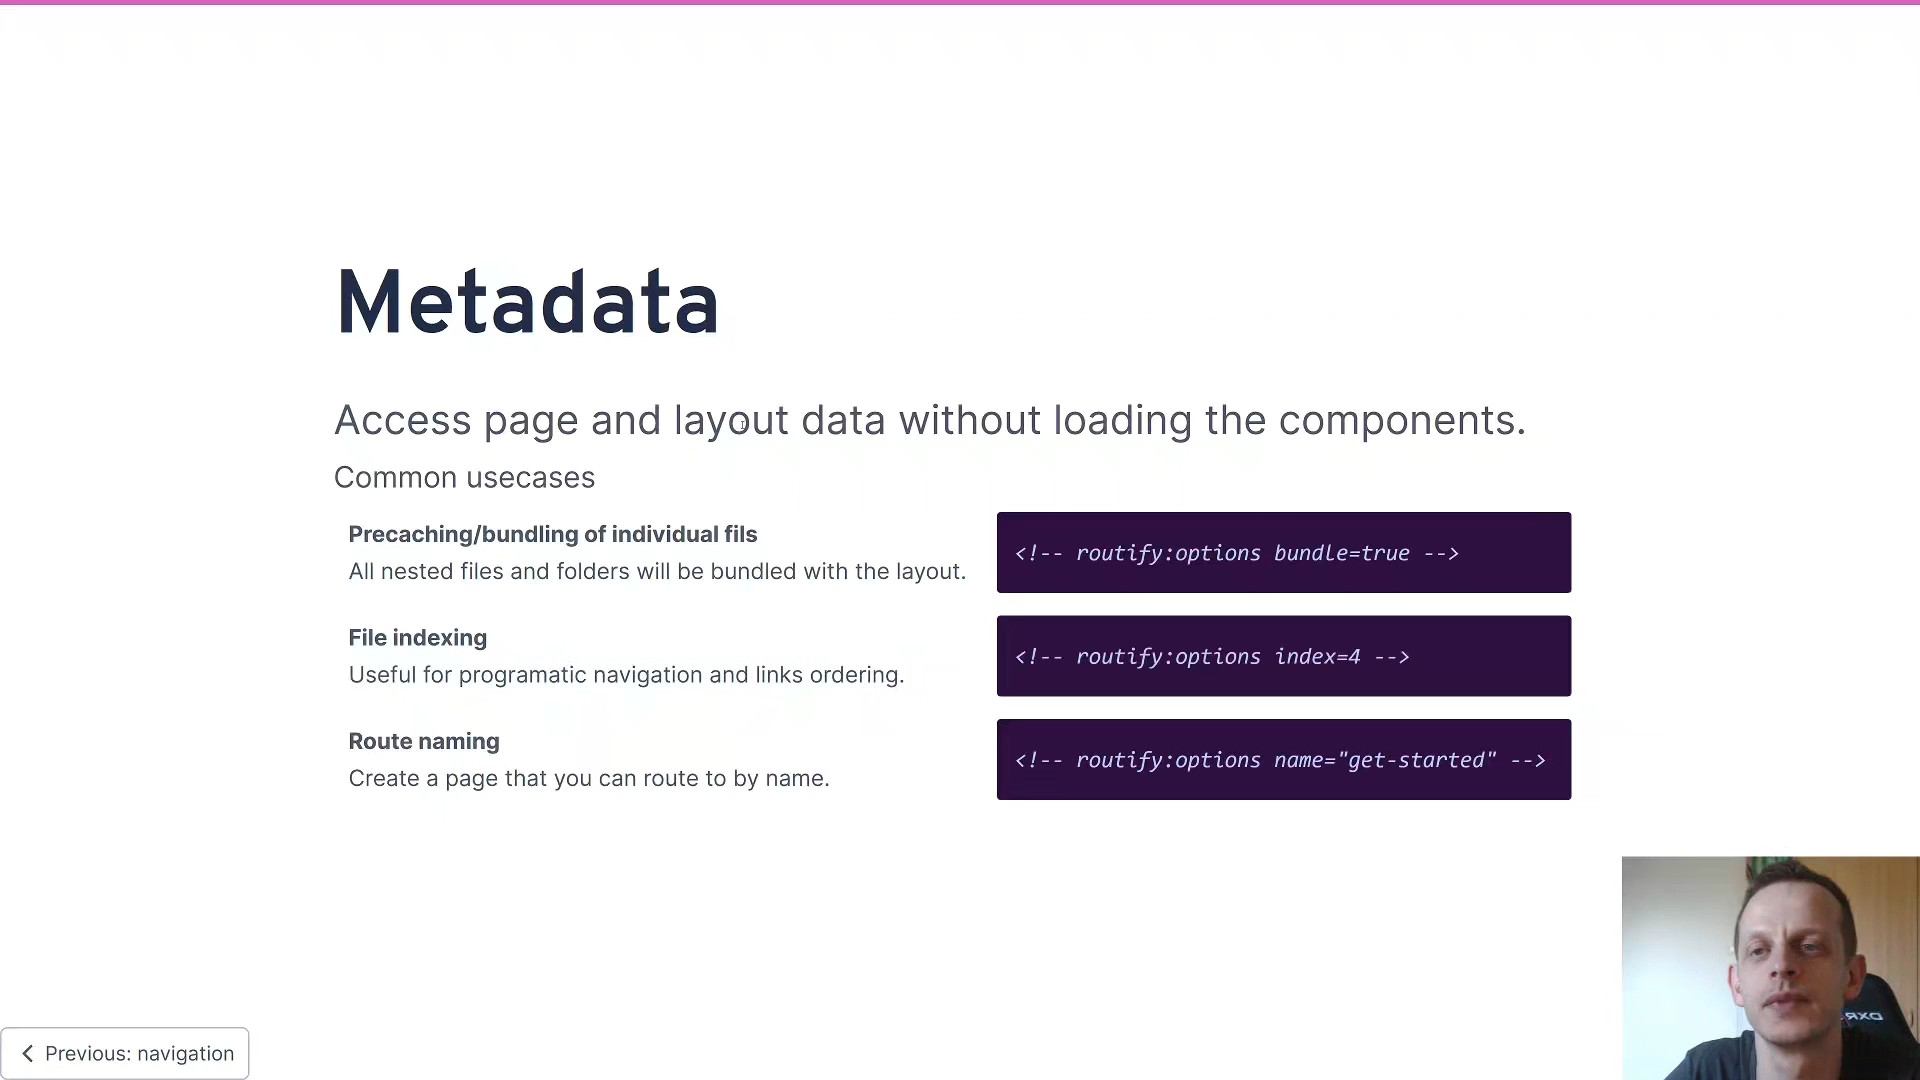 Metadata
Access page and layout data without loading the components.
Common usecases
Precaching/bundling of individual fils
All nested files and folders will be bundled with the layout.
<!-- routify:options bundle=true -->
File indexing
Useful for programatic navigation and links ordering.
<!-- routify:options index=4 -->
Route naming
Create a page that you can route to by name.
<!-- routify:options name="get-started" -->
Previous: navigation